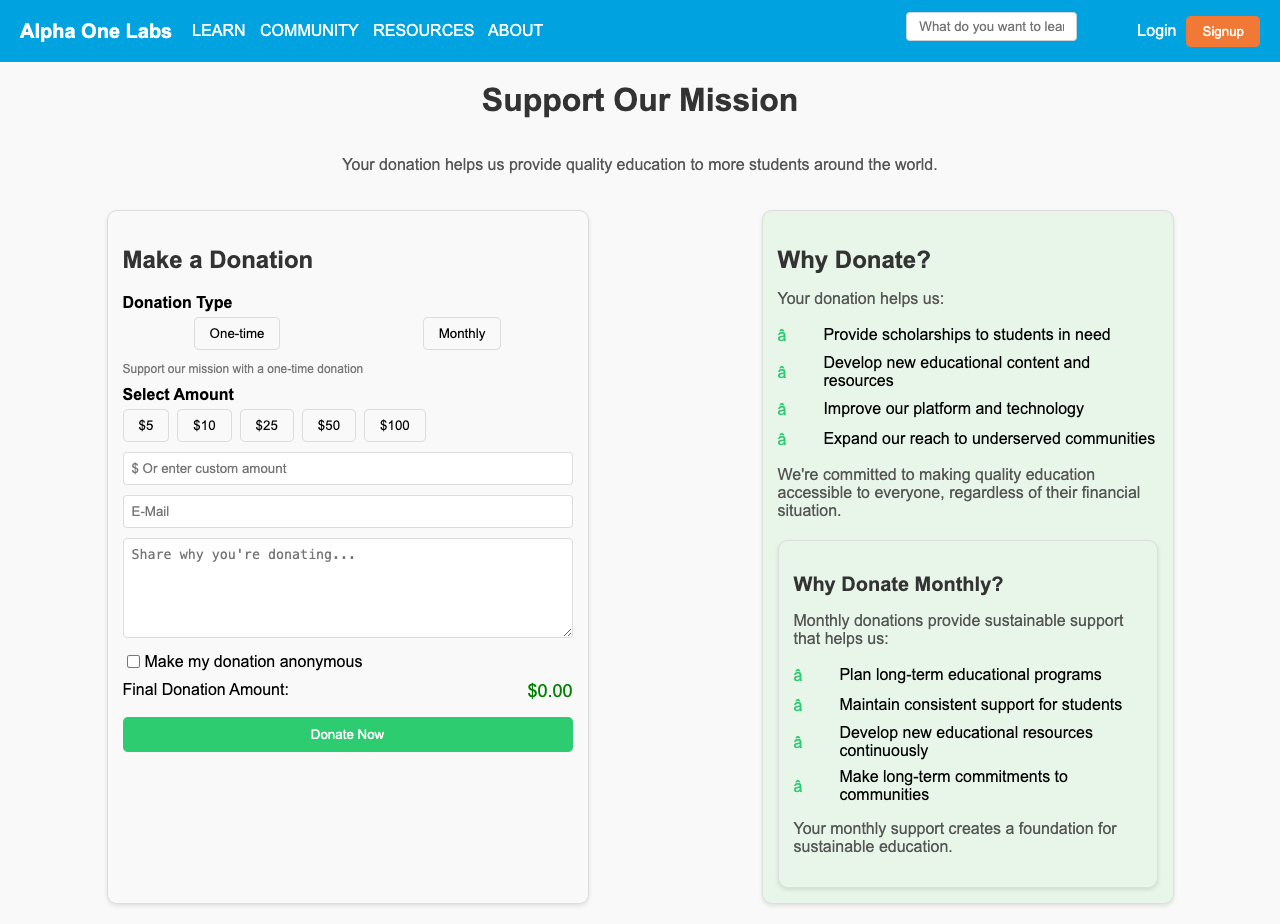 Alpha One Labs LEARN COMMUNITY RESOURCES ABOUT What do you want to lear Login Signup
Support Our Mission
Your donation helps us provide quality education to more students around the world.
Make a Donation
Donation Type
One-time Monthly
Support our mission with a one-time donation
Select Amount
$5 $10 $25 $50 $100
$ Or enter custom amount
E-Mail
Share why you're donating...
Make my donation anonymous
Final Donation Amount: $0.00
Donate Now
Why Donate?
Your donation helps us:
â Provide scholarships to students in need
â Develop new educational content and
resources
â Improve our platform and technology
â Expand our reach to underserved communities
We're committed to making quality education
accessible to everyone, regardless of their financial
situation.
Why Donate Monthly?
Monthly donations provide sustainable support
that helps us:
â Plan long-term educational programs
â Maintain consistent support for students
â Develop new educational resources
continuously
â Make long-term commitments to
communities
Your monthly support creates a foundation for
sustainable education.